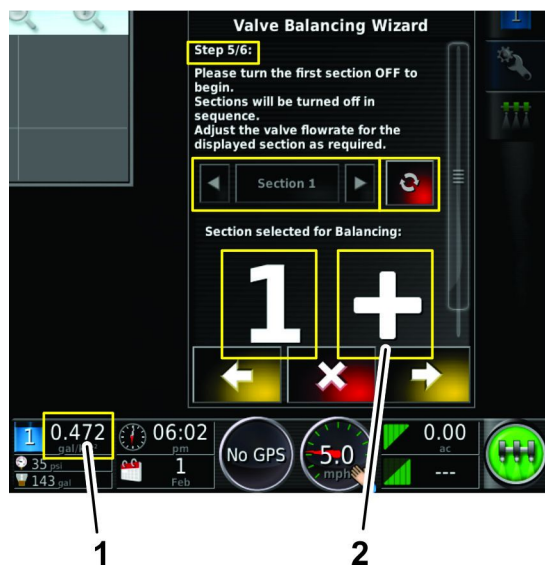 1
Valve Balancing Wizard
Step 5/6:
Please turn the first section OFF to
begin.
Sections will be turned off in
sequence.
Adjust the valve flowrate for the
displayed section as required.
Section 1
Section selected for Balancing:
1 +
1 0.472
35 psi
143 gal
06:02
pm
1
Feb
No GPS
5.0
mph
0.00
ac
---
1 2